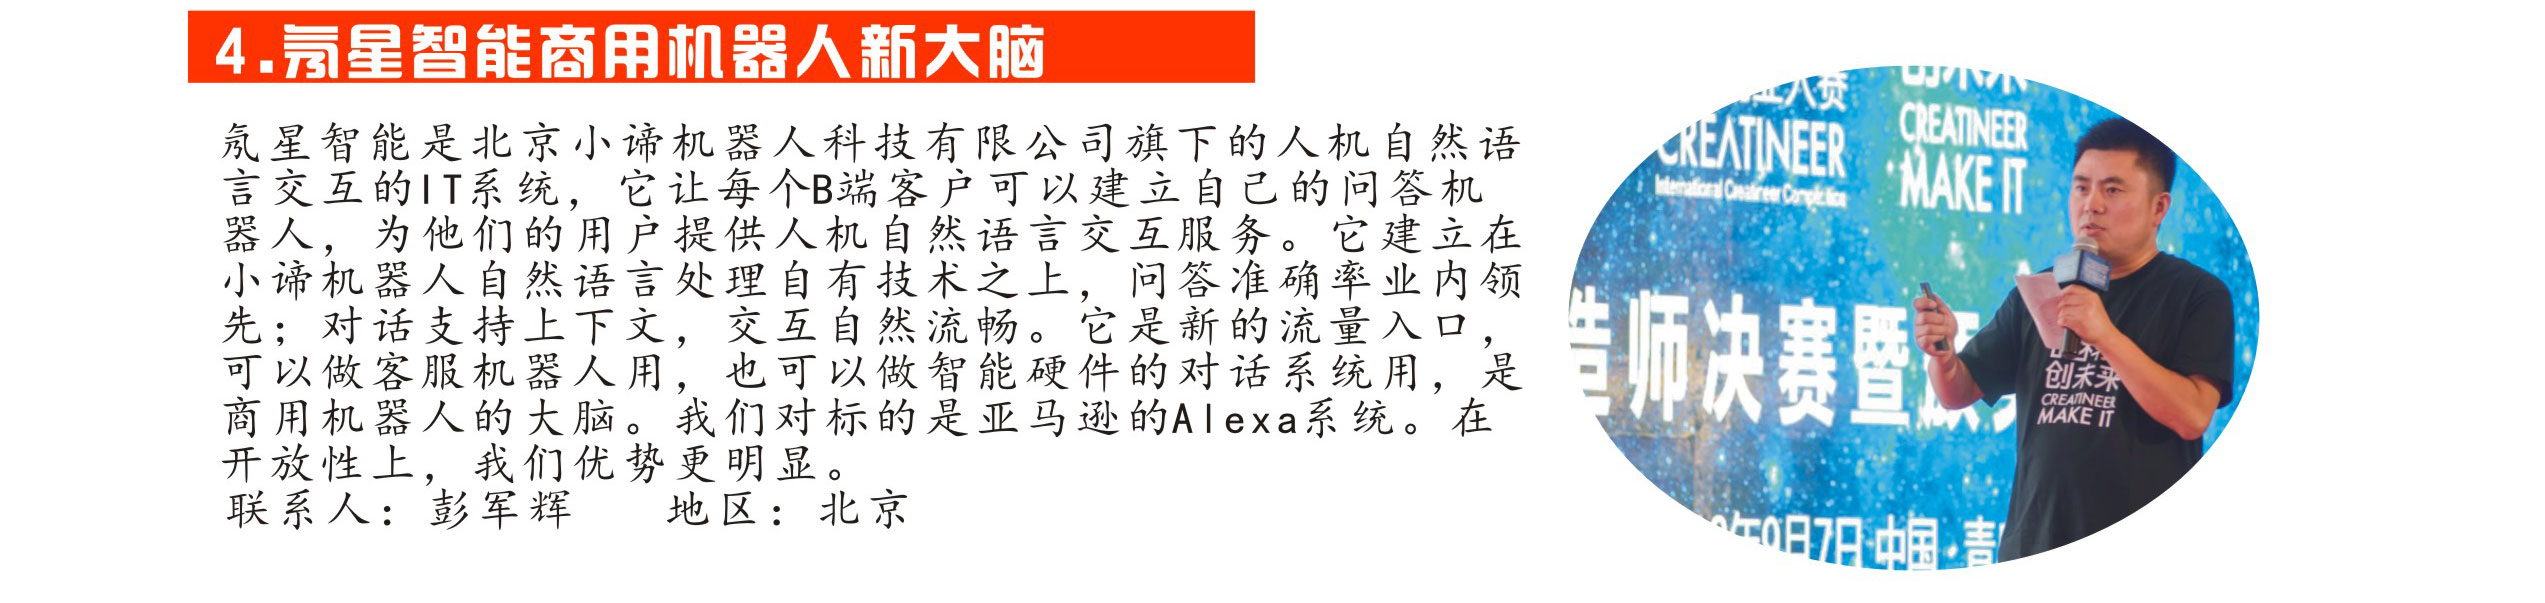 4.氖星智能商用机器人新大脑
氖星智能是北京小谛机器人科技有限公司旗下的人机自然语
言交互的IT系统，它让每个B端客户可以建立自己的问答机
器人，为他们的用户提供人机自然语言交互服务。它建立在
小谛机器人自然语言处理自有技术之上，问答准确率业内领
先；对话支持上下文，交互自然流畅。它是新的流量入口，
可以做客服机器人用，也可以做智能硬件的对话系统用，是
商用机器人的大脑。我们对标的是亚马逊的Alexa系统。在
开放性上，我们优势更明显。
联系人：彭军辉 地区：北京
业大赛
CREATINEER
International Creatineer Competition
创未来
CREATINEER
MAKE IT
造师决赛暨颁
年9月7日 中国·青
创未来
CREATINEER
MAKE IT